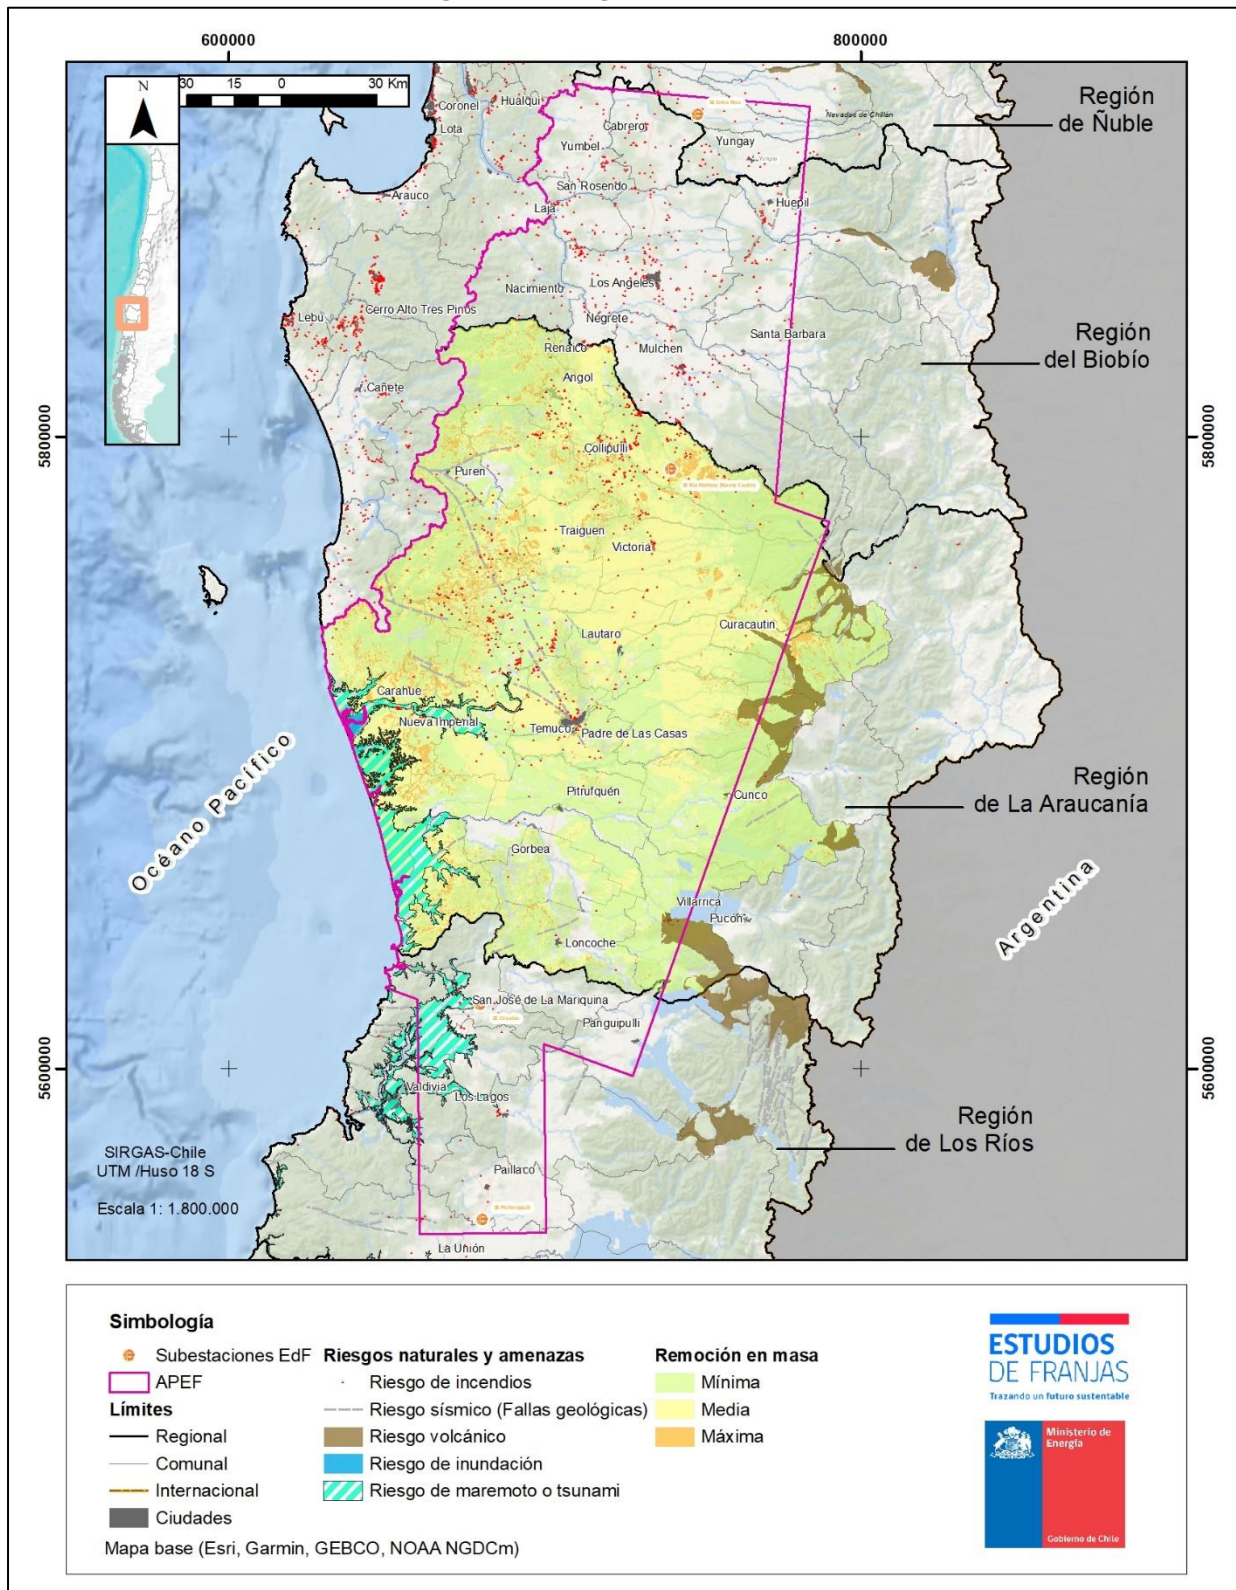 600000
800000
N
30
15
0
30 Km
Coronel
Hualqui
Lota
Cabrero
Yumbel
Yungay
Yungay
Nevados de Chillán
Región
de Ñuble
San Rosendo
Arauco
Laja
Huepil
Nacimiento
Los Angeles
Cerro Alto Tres Pinos
Lebu
Negrete
Santa Barbara
Renaico
Mulchen
Región
del Biobío
Angol
Cañete
5800000
5800000
Collipulli
Puren
Traiguen
Victoria
Lautaro
Curacautin
Carahue
Nueva Imperial
Temuco
Padre de Las Casas
Océano Pacífico
Pitrufquén
Cunco
Región
de La Araucanía
Gorbea
Villarrica
Pucón
Argentina
Loncoche
San José de La Mariquina
Ciruelos
Panguipulli
5600000
5600000
Valdivia
Los Lagos
Región
de Los Ríos
SIRGAS-Chile
UTM /Huso 18 S
Paillaco
Escala 1: 1.800.000
La Unión
Simbología
Subestaciones EdF
APEF
Límites
Regional
Comunal
Internacional
Ciudades
Riesgos naturales y amenazas
Riesgo de incendios
Riesgo sísmico (Fallas geológicas)
Riesgo volcánico
Riesgo de inundación
Riesgo de maremoto o tsunami
Remoción en masa
Mínima
Media
Máxima
Mapa base (Esri, Garmin, GEBCO, NOAA NGDCm)
ESTUDIOS
DE FRANJAS
Trazando un futuro sustentable
Ministerio de
Energía
Gobierno de Chile